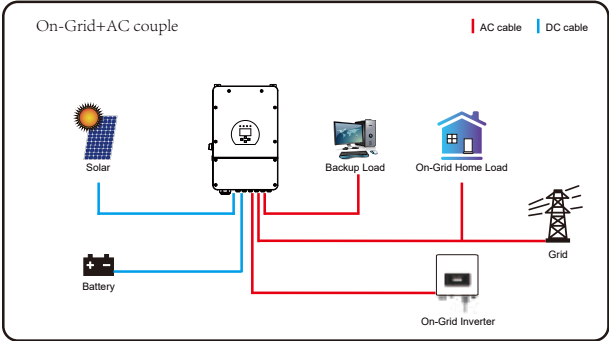 On-Grid+AC couple
AC cable
DC cable
Solar
Backup Load
On-Grid Home Load
Grid
Battery
On-Grid Inverter